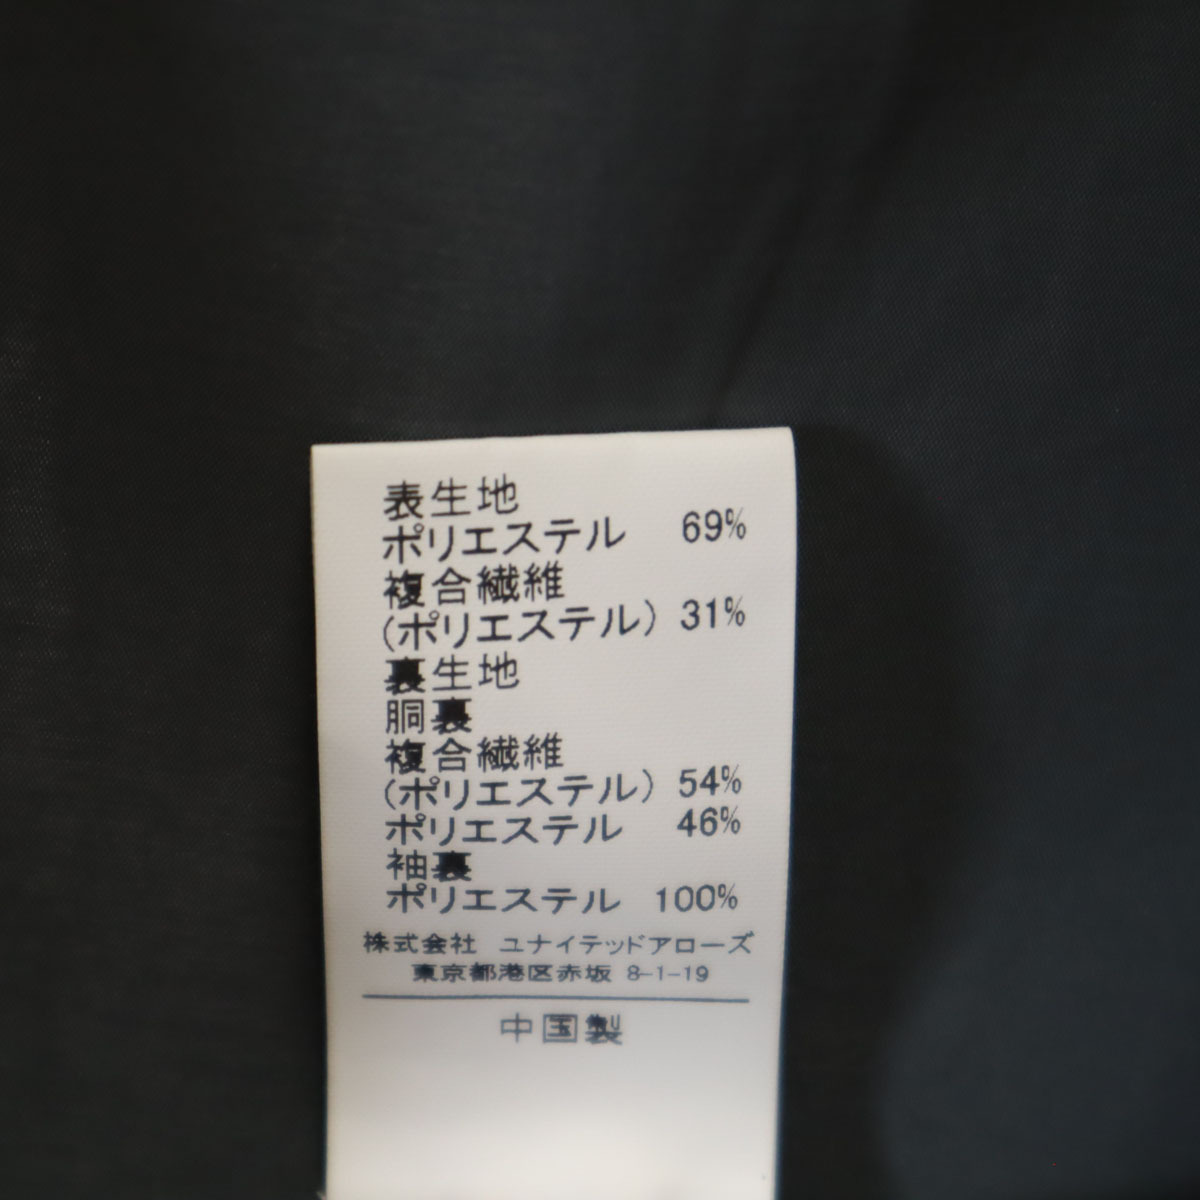 表生地
ポリエステル 69%
複合繊維
(ポリエステル) 31%
裏生地
胴裏
複合繊維
(ポリエステル) 54%
ポリエステル 46%
袖裏
ポリエステル 100%
株式会社 ユナイテッドアローズ
東京都港区赤坂 8-1-19
中国製